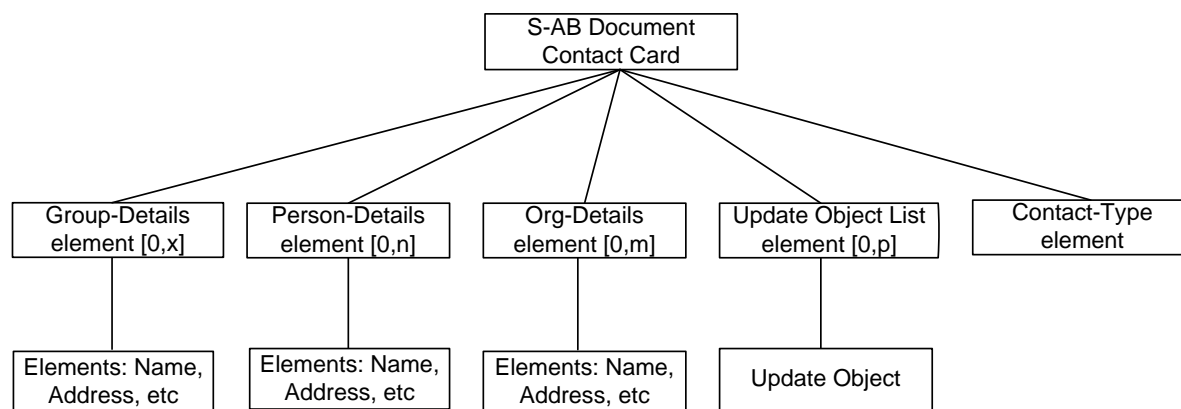 S-AB Document
Contact Card
Group-Details
element [0,x]
Person-Details
element [0,n]
Org-Details
element [0,m]
Update Object List
element [0,p]
Contact-Type
element
Elements: Name,
Address, etc
Elements: Name,
Address, etc
Elements: Name,
Address, etc
Update Object